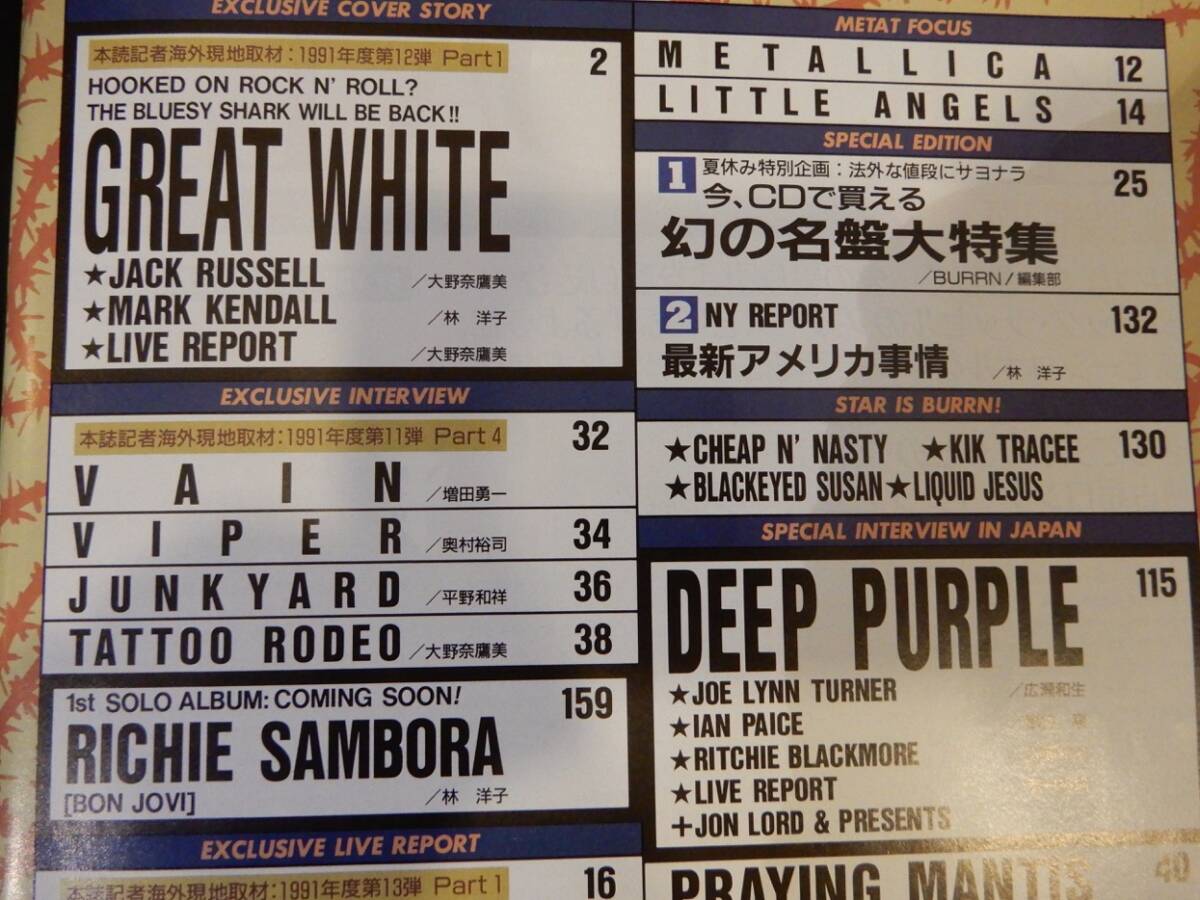 EXCLUSIVE COVER STORY
本読記者海外現地取材：1991年度第12弾 Part1
2
HOOKED ON ROCK N' ROLL?
THE BLUESY SHARK WILL BE BACK!!
GREAT WHITE
★JACK RUSSELL ／大野奈鷹美
★MARK KENDALL ／林 洋子
★LIVE REPORT ／大野奈鷹美
EXCLUSIVE INTERVIEW
本誌記者海外現地取材：1991年度第11弾 Part 4
32
VAIN ／増田勇一
VIPER ／奥村裕司 34
JUNKYARD ／平野和祥 36
TATTOO RODEO ／大野奈鷹美 38
1st SOLO ALBUM: COMING SOON!
159
RICHIE SAMBORA
[BON JOVI] ／林 洋子
EXCLUSIVE LIVE REPORT
本誌記者海外現地取材：1991年度第13弾 Part 1
16
METAT FOCUS
METALLICA 12
LITTLE ANGELS 14
SPECIAL EDITION
1 夏休み特別企画：法外な値段にサヨナラ
25
今、CDで買える
幻の名盤大特集
／BURRN／編集部
2 NY REPORT 132
最新アメリカ事情 ／林 洋子
STAR IS BURRN!
★CHEAP N' NASTY ★KIK TRACEE 130
★BLACKEYED SUSAN★LIQUID JESUS
SPECIAL INTERVIEW IN JAPAN
DEEP PURPLE 115
★JOE LYNN TURNER ／広瀬和生
★IAN PAICE
★RITCHIE BLACKMORE
★LIVE REPORT
+JON LORD & PRESENTS
PRAYING MANTIS 40